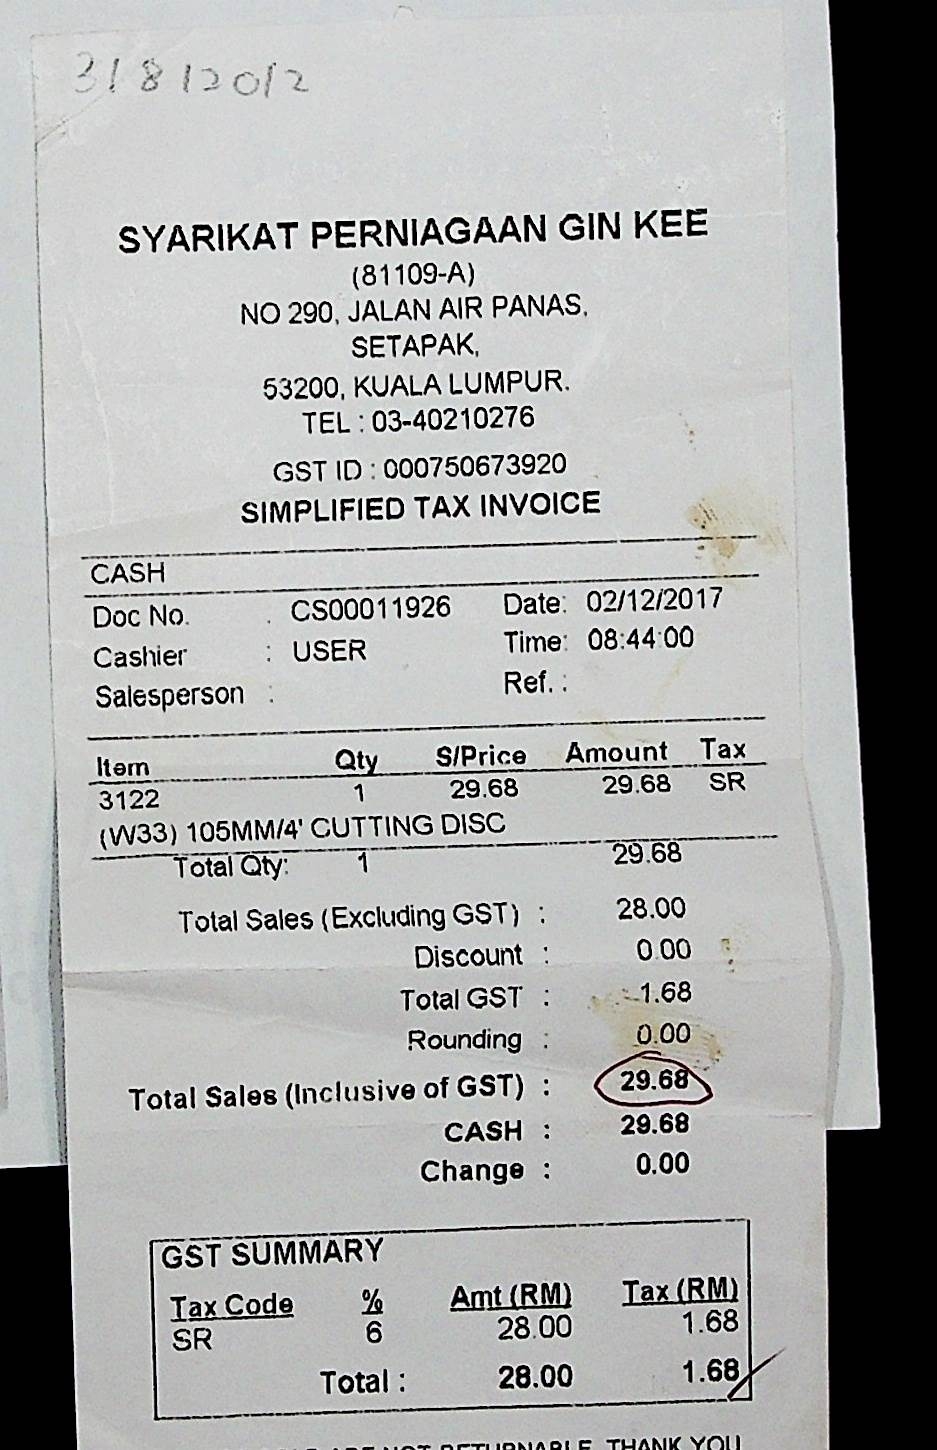 31812012
SYARIKAT PERNIAGAAN GIN KEE
(81109-A)
NO 290, JALAN AIR PANAS,
SETAPAK,
53200, KUALA LUMPUR.
TEL : 03-40210276
GST ID : 000750673920
SIMPLIFIED TAX INVOICE
CASH
Doc No. : CS00011926 Date: 02/12/2017
Cashier : USER Time: 08:44:00
Salesperson : Ref. :
Item Qty S/Price Amount Tax
3122 1 29.68 29.68 SR
(W33) 105MM/4' CUTTING DISC
Total Qty: 1 29.68
Total Sales (Excluding GST) : 28.00
Discount : 0.00
Total GST : 1.68
Rounding : 0.00
Total Sales (Inclusive of GST) : 29.68
CASH : 29.68
Change : 0.00
GST SUMMARY
Tax Code % Amt (RM) Tax (RM)
SR 6 28.00 1.68
Total : 28.00 1.68
NOT RETURNABLE, THANK YOU